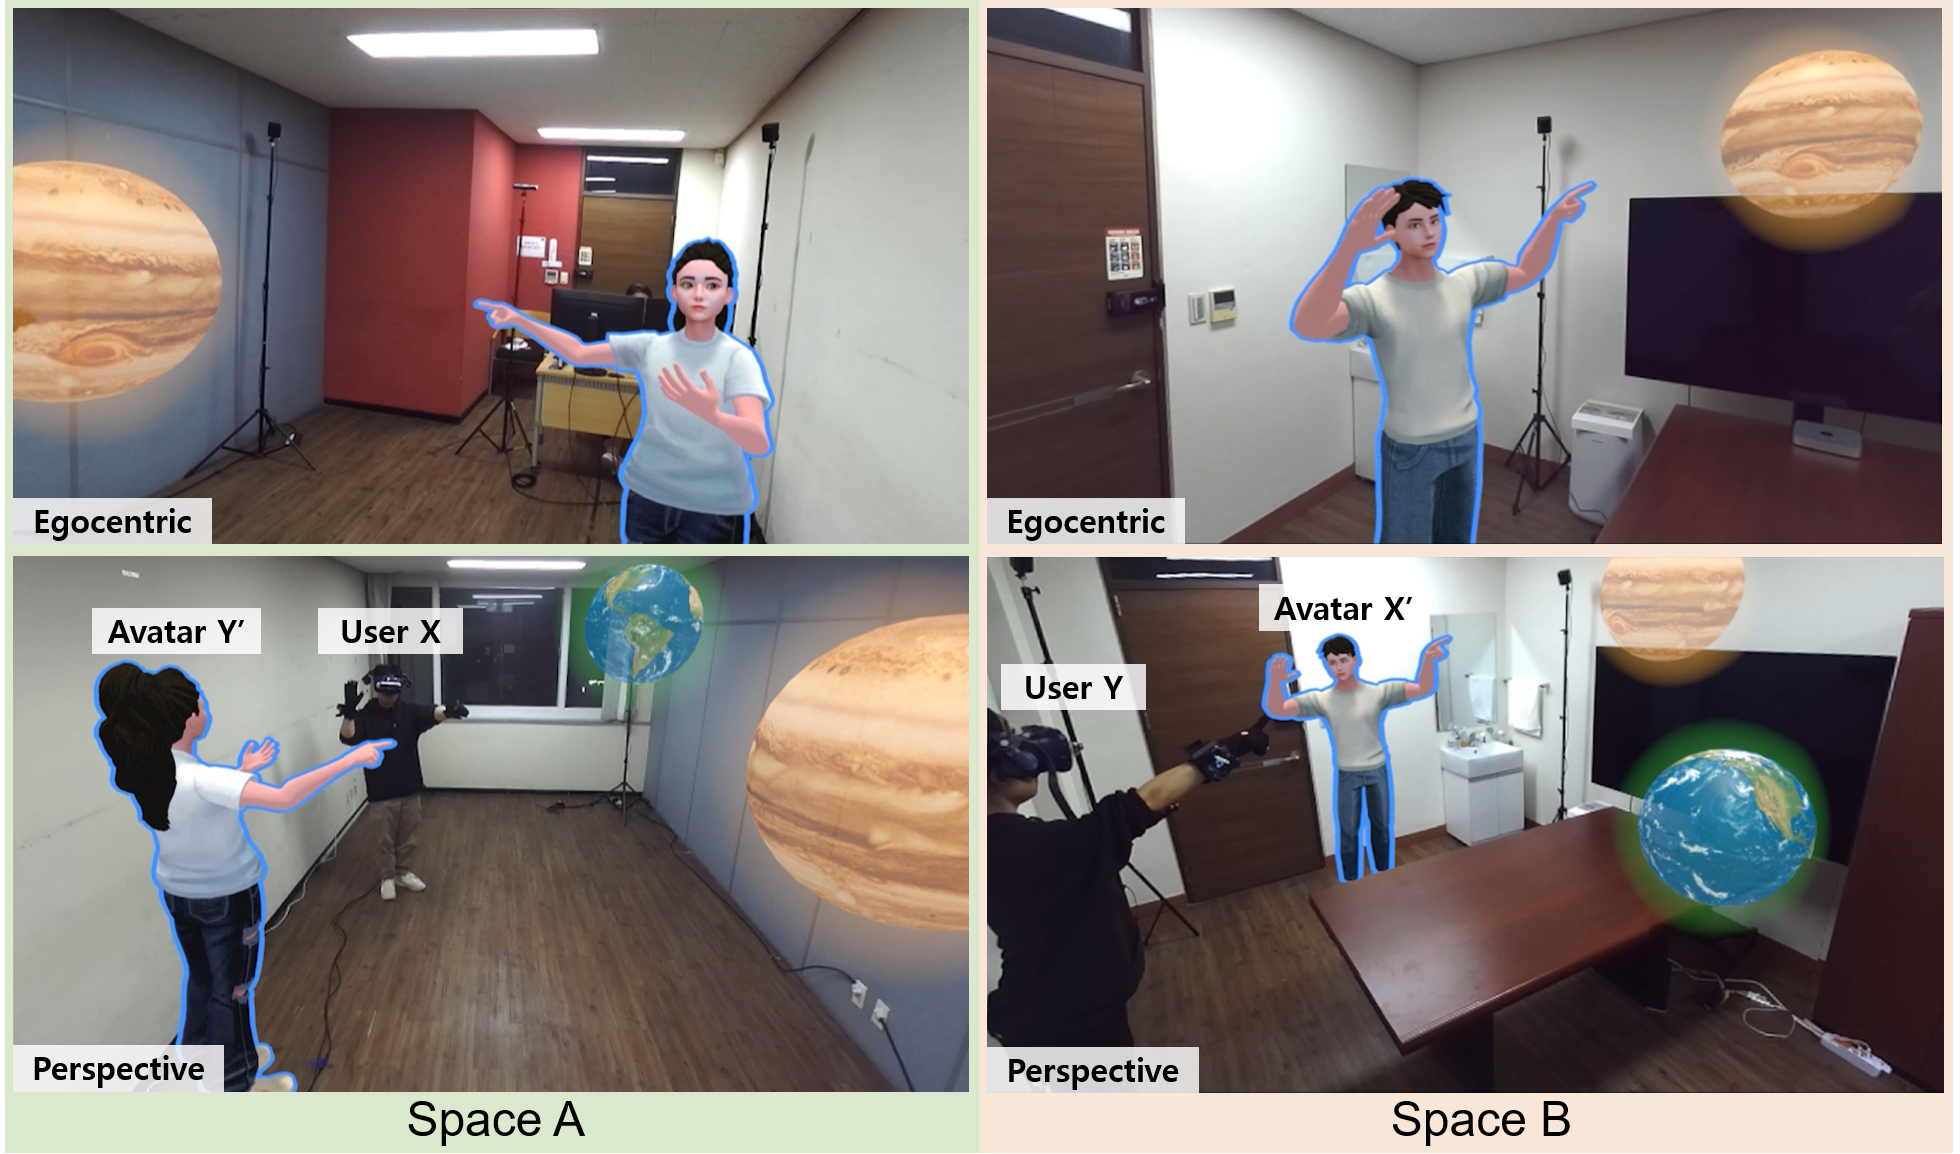 Egocentric
Egocentric
Avatar Y’
User X
Perspective
Avatar X’
User Y
Perspective
Space A
Space B